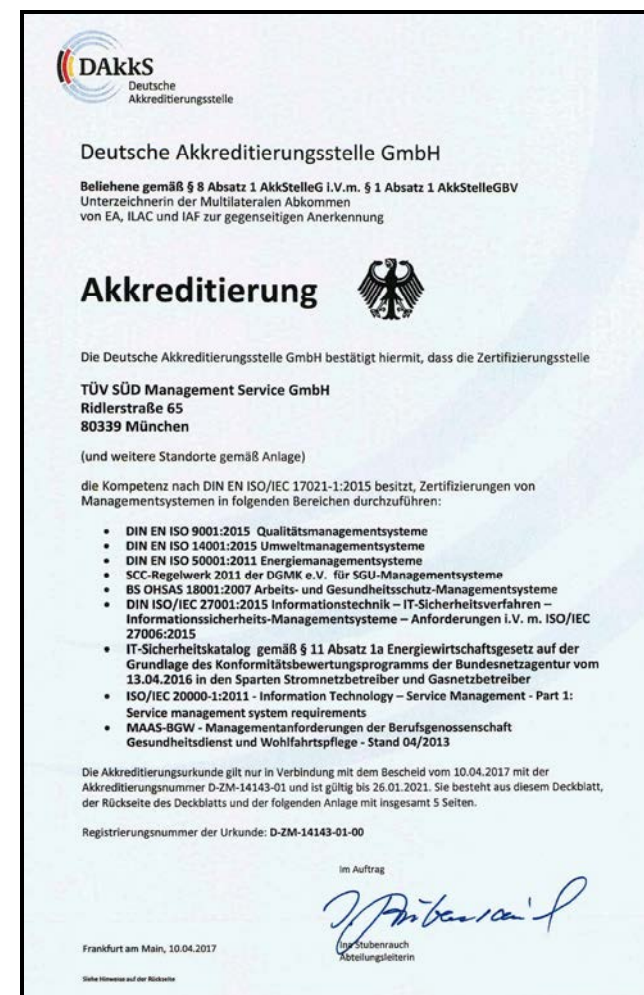 DAkkS
Deutsche
Akkreditierungsstelle
Deutsche Akkreditierungsstelle GmbH
Beliehene gemäß § 8 Absatz 1 AkkStelleG i.V.m. § 1 Absatz 1 AkkStelleGBV
Unterzeichnerin der Multilateralen Abkommen
von EA, ILAC und IAF zur gegenseitigen Anerkennung
Akkreditierung
Die Deutsche Akkreditierungsstelle GmbH bestätigt hiermit, dass die Zertifizierungsstelle
TÜV SÜD Management Service GmbH
Ridlerstraße 65
80339 München
(und weitere Standorte gemäß Anlage)
die Kompetenz nach DIN EN ISO/IEC 17021-1:2015 besitzt, Zertifizierungen von
Managementsystemen in folgenden Bereichen durchzuführen:
• DIN EN ISO 9001:2015 Qualitätsmanagementsysteme
• DIN EN ISO 14001:2015 Umweltmanagementsysteme
• DIN EN ISO 50001:2011 Energiemanagementsysteme
• SCC-Regelwerk 2011 der DGMK e.V. für SGU-Managementsysteme
• BS OHSAS 18001:2007 Arbeits- und Gesundheitsschutz-Managementsysteme
• DIN ISO/IEC 27001:2015 Informationstechnik – IT-Sicherheitsverfahren –
Informationssicherheits-Managementsysteme – Anforderungen i.V. m. ISO/IEC
27006:2015
• IT-Sicherheitskatalog gemäß § 11 Absatz 1a Energiewirtschaftsgesetz auf der
Grundlage des Konformitätsbewertungsprogramms der Bundesnetzagentur vom
13.04.2016 in den Sparten Stromnetzbetreiber und Gasnetzbetreiber
• ISO/IEC 20000-1:2011 - Information Technology – Service Management - Part 1:
Service management system requirements
• MAAS-BGW - Managementanforderungen der Berufsgenossenschaft
Gesundheitsdienst und Wohlfahrtspflege - Stand 04/2013
Die Akkreditierungsurkunde gilt nur in Verbindung mit dem Bescheid vom 10.04.2017 mit der
Akkreditierungsnummer D-ZM-14143-01 und ist gültig bis 26.01.2021. Sie besteht aus diesem Deckblatt,
der Rückseite des Deckblatts und der folgenden Anlage mit insgesamt 5 Seiten.
Registrierungsnummer der Urkunde: D-ZM-14143-01-00
Im Auftrag
Frankfurt am Main, 10.04.2017
Stubenrauch
Abteilungsleiterin
Siehe Hinweise auf der Rückseite